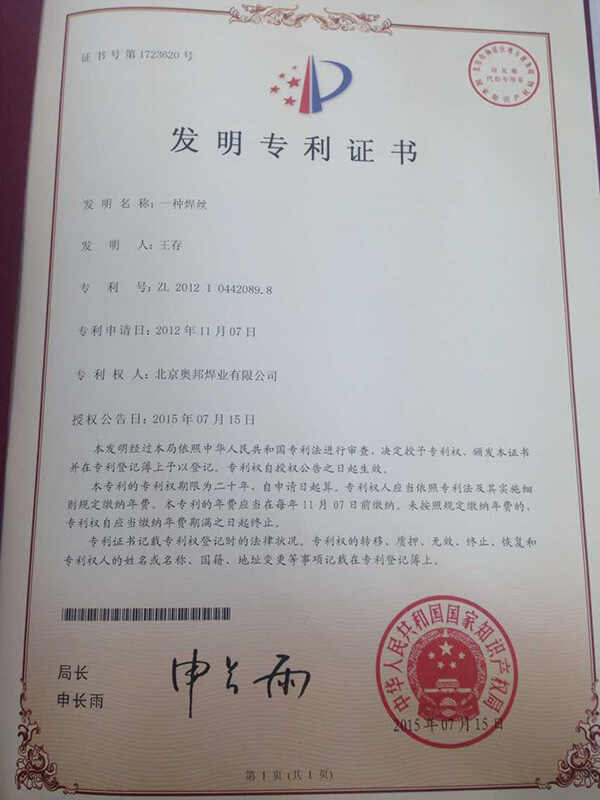 证书号第1723620号
发明专利证书
发明名称:一种焊丝
发明人:王存
专利号:ZL 2012 1 0442089.8
专利申请日:2012年11月07日
专利权人:北京奥邦焊业有限公司
授权公告日:2015年07月15日
本发明经过本局依照中华人民共和国专利法进行审查,决定授予专利权,颁发本证书
并在专利登记簿上予以登记。专利权自授权公告之日起生效。
本专利的专利权期限为二十年,自申请日起算。专利权人应当依照专利法及其实施细
则规定缴纳年费。本专利的年费应当在每年11月07日前缴纳。未按照规定缴纳年费的,
专利权自应当缴纳年费期满之日起终止。
专利证书记载专利权登记时的法律状况。专利权的转移、质押、无效、终止、恢复和
专利权人的姓名或名称、国籍、地址变更等事项记载在专利登记簿上。
局长
申长雨
申长雨
中华人民共和国国家知识产权局
2015年07月15日
第1页(共1页)